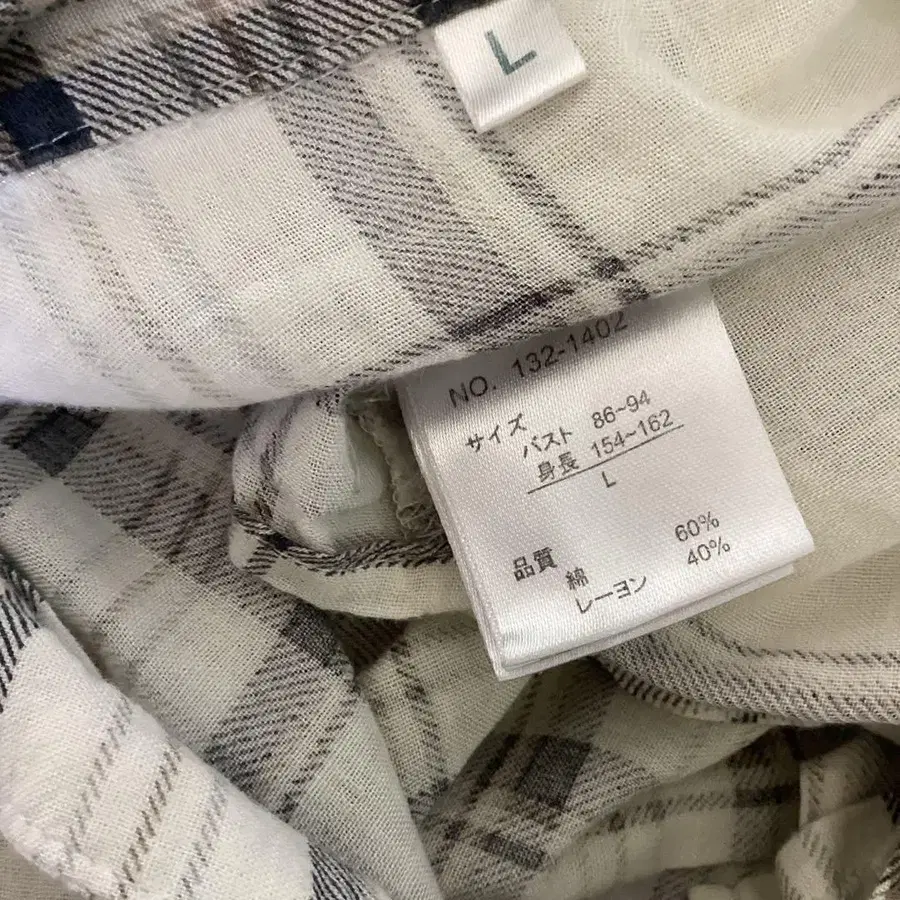 L
NO. 132-1402
サイズ
バスト 86~94
身長 154~162
L
品質
綿 60%
レーヨン 40%